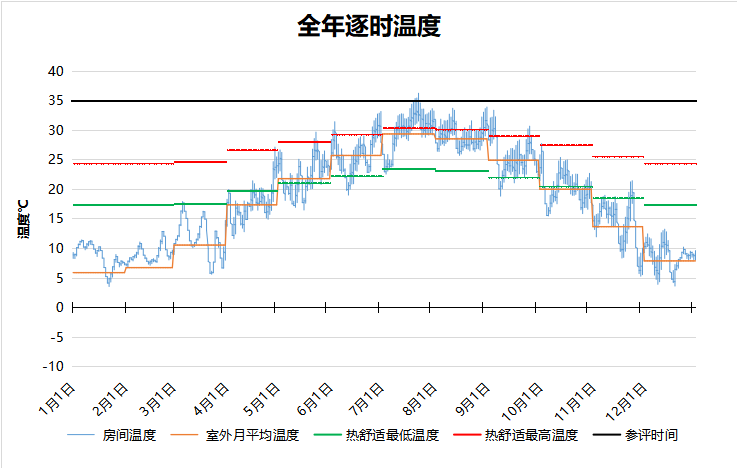 全年逐时温度
40
35
30
25
20
15
10
5
0
-5
-10
温度℃
1月1日
2月1日
3月1日
4月1日
5月1日
6月1日
7月1日
8月1日
9月1日
10月1日
11月1日
12月1日
房间温度 室外月平均温度 热舒适最低温度 热舒适最高温度 参评时间